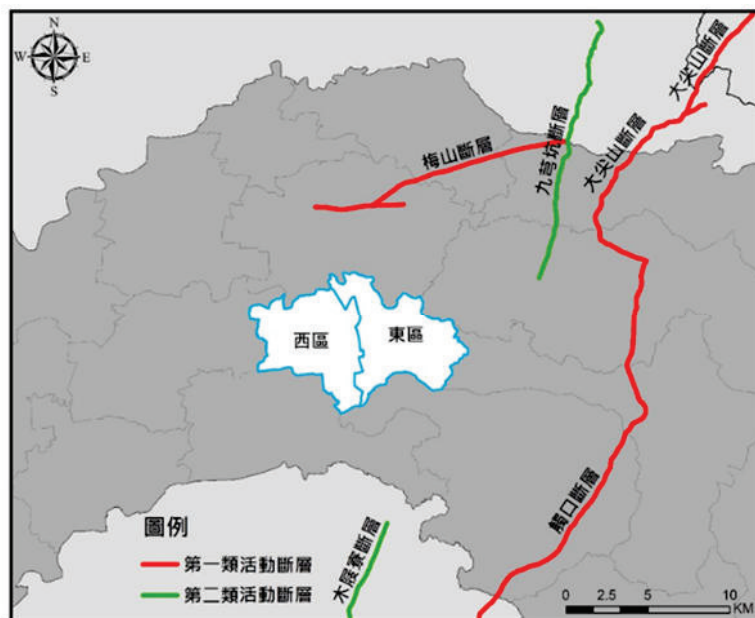 N
W E
S
大尖山斷層
梅山斷層
九芎坑斷層
大尖山斷層
西區
東區
觸口斷層
木屐寮斷層
圖例
第一類活動斷層
第二類活動斷層
0 2.5 5 10
KM